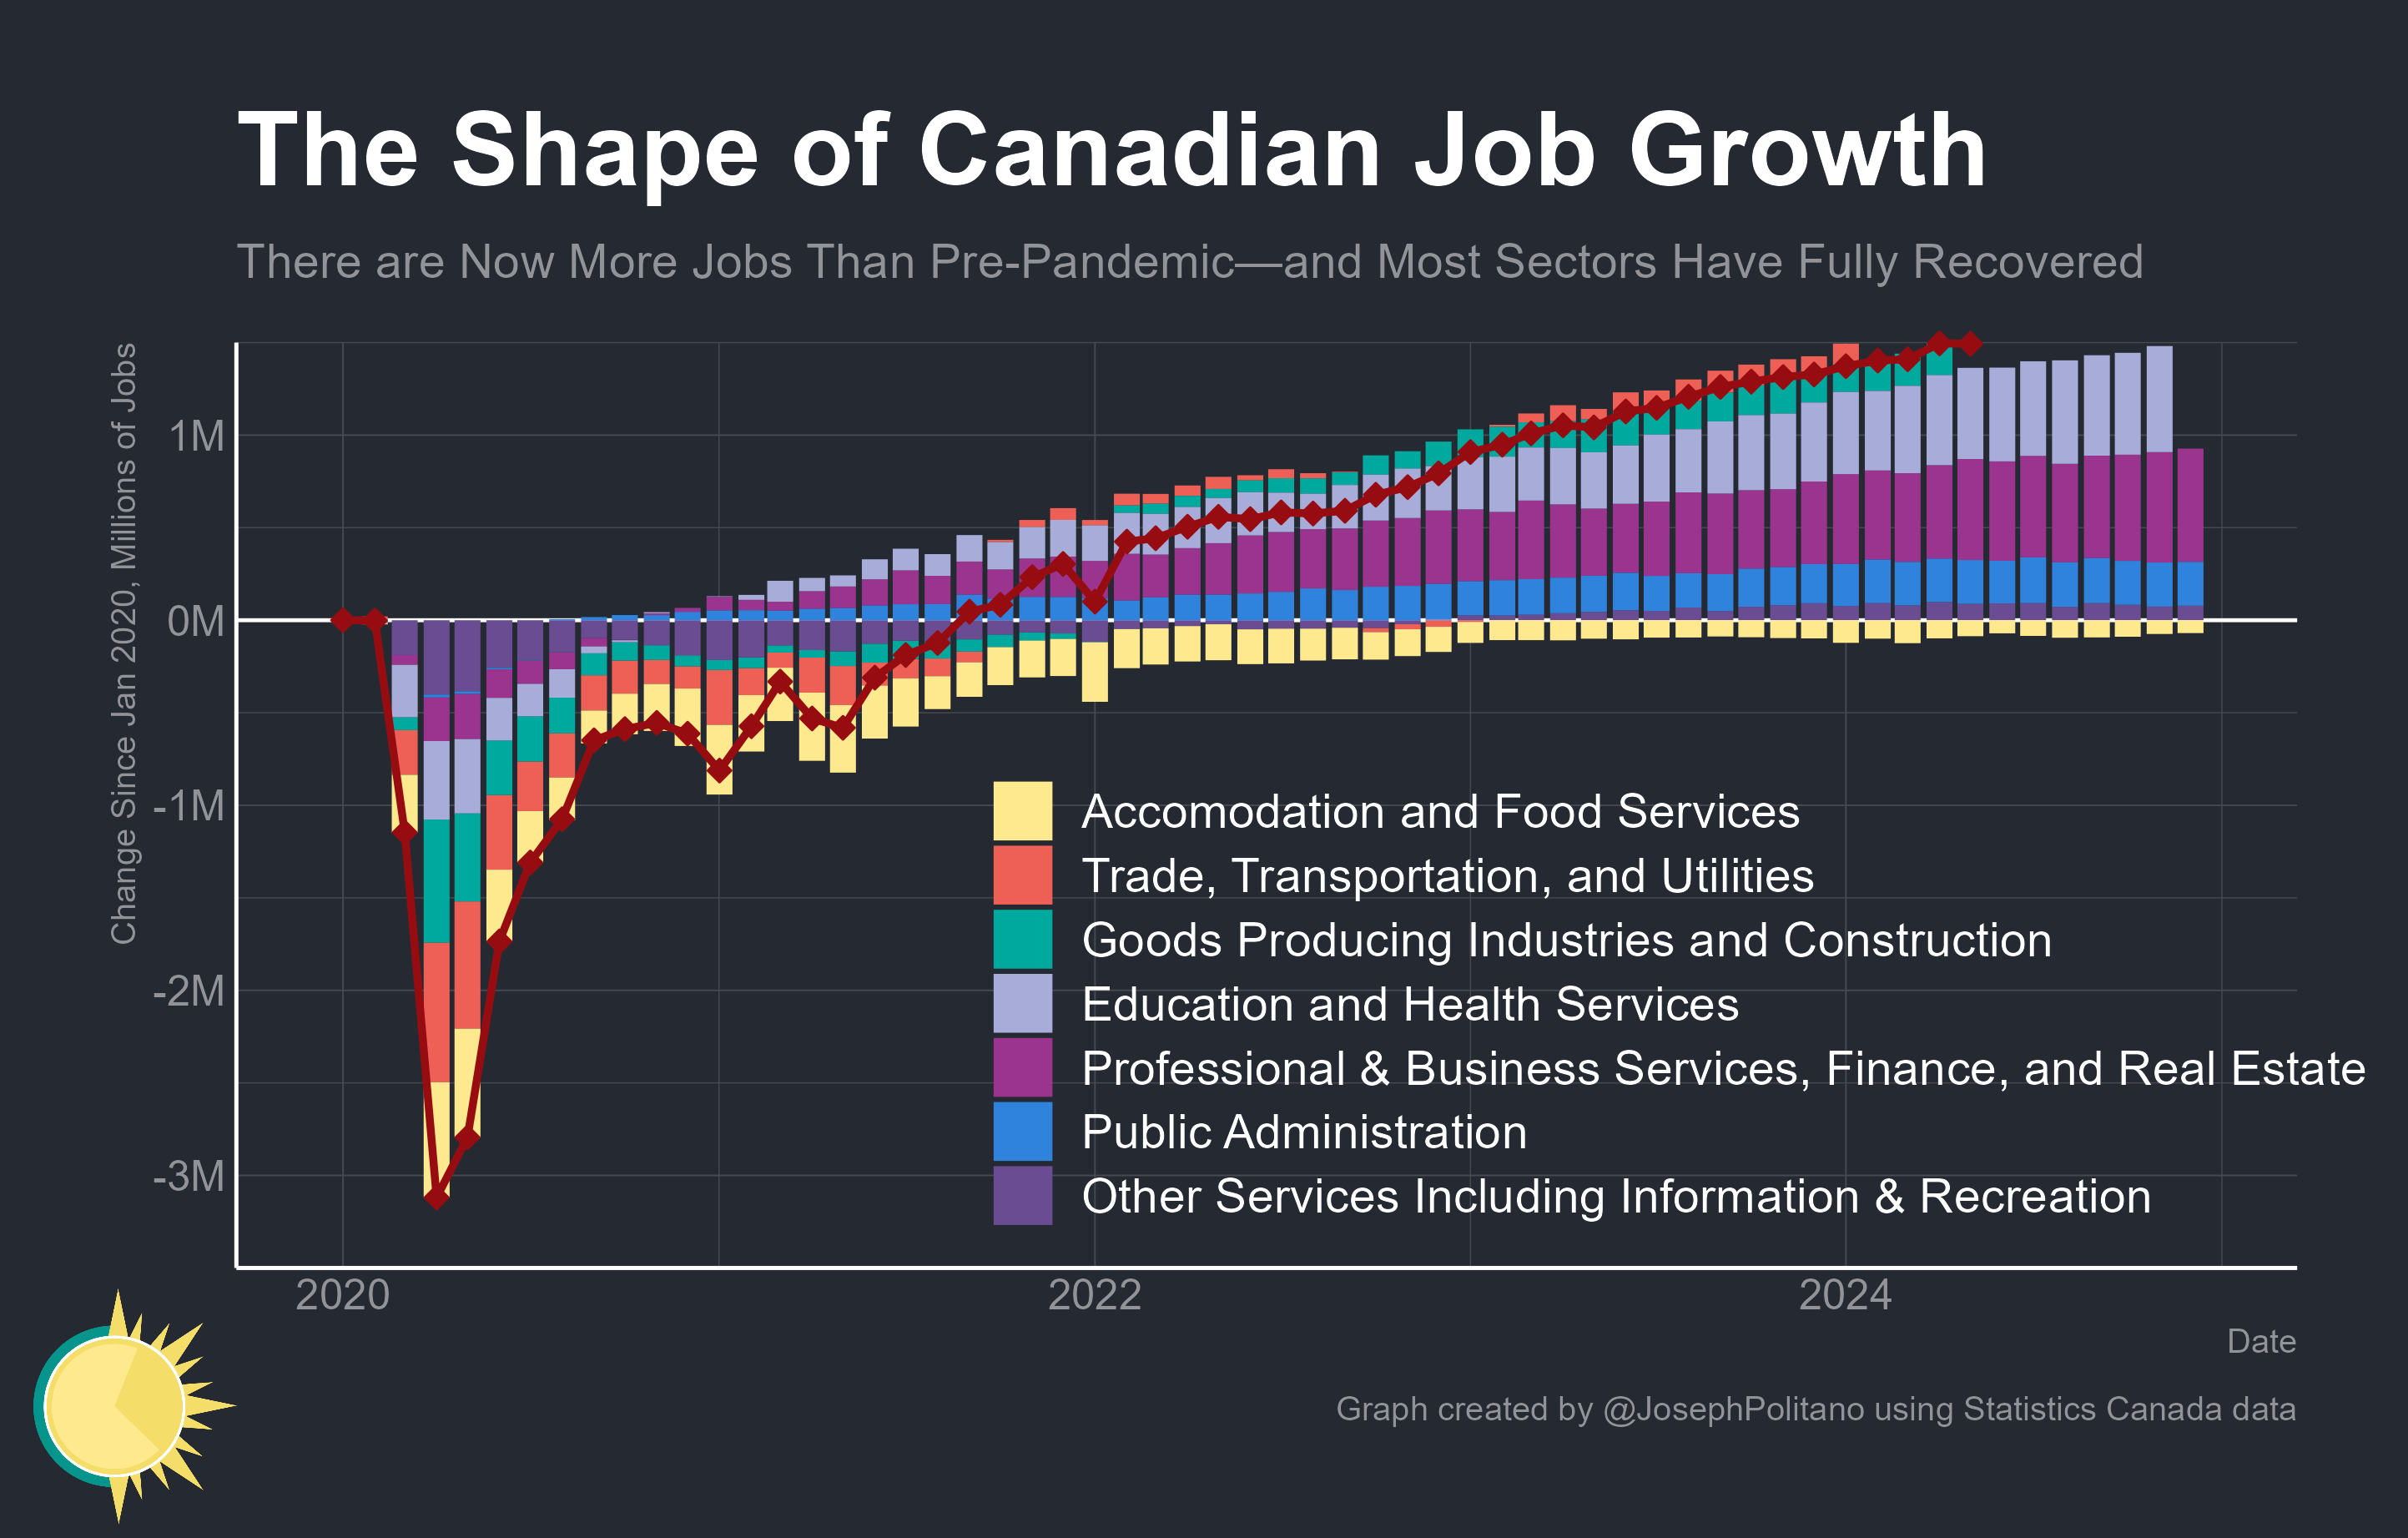 The Shape of Canadian Job Growth
There are Now More Jobs Than Pre-Pandemic—and Most Sectors Have Fully Recovered
Change Since Jan 2020, Millions of Jobs
1M
0M
-1M
-2M
-3M
Accomodation and Food Services
Trade, Transportation, and Utilities
Goods Producing Industries and Construction
Education and Health Services
Professional & Business Services, Finance, and Real Estate
Public Administration
Other Services Including Information & Recreation
2020
2022
2024
Date
Graph created by @JosephPolitano using Statistics Canada data